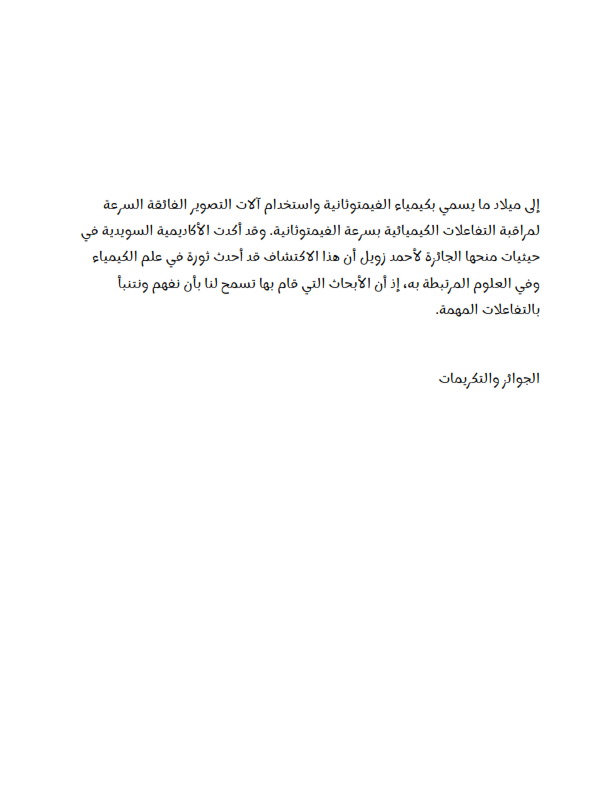 إلى ميلاد ما يسمي بكيمياء الفيمتوثانية واستخدام آلات التصوير الفائقة السرعة
لمراقبة التفاعلات الكيميائية بسرعة الفيمتوثانية. وقد أكدت الأكاديمية السويدية في
حيثيات منحها الجائزة لأحمد زويل أن هذا الاكتشاف قد أحدث ثورة في علم الكيمياء
وفي العلوم المرتبطة به، إذ أن الأبحاث التي قام بها تسمح لنا بأن نفهم ونتنبأ
بالتفاعلات المهمة.
الجوائز والتكريمات